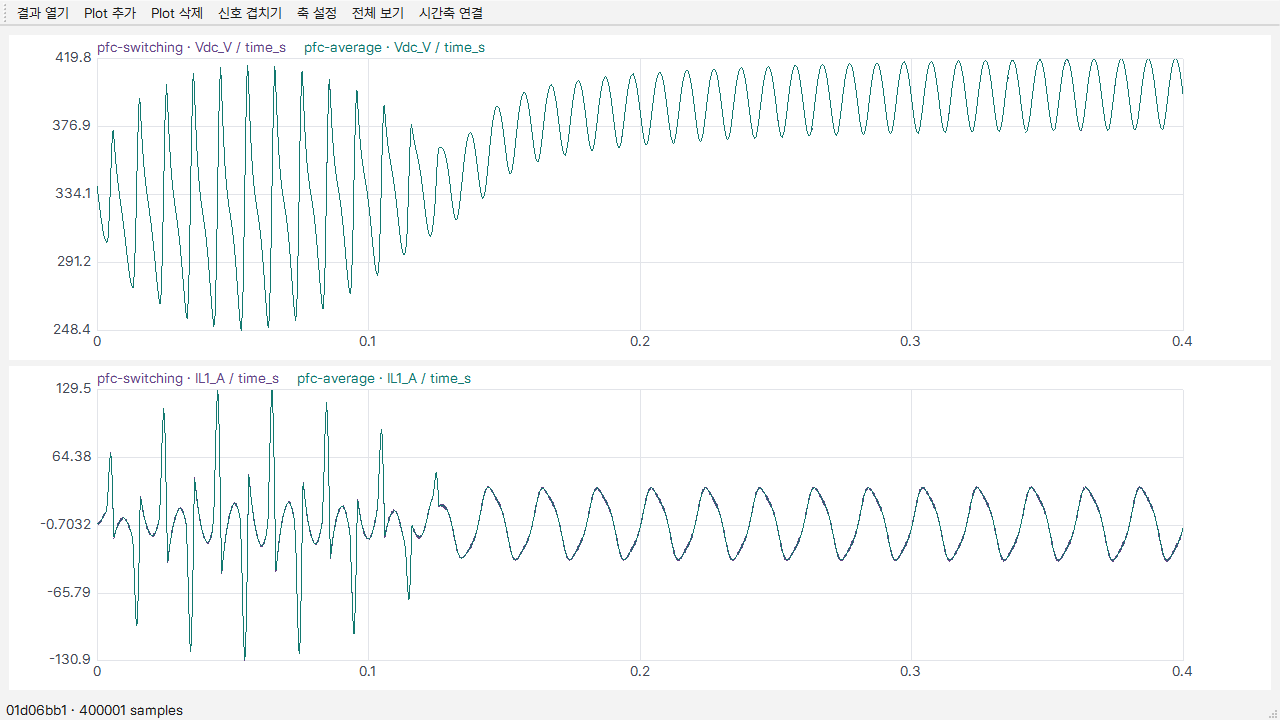 결과 열기 Plot 추가 Plot 삭제 신호 겹치기 축 설정 전체 보기 시간축 연결
pfc-switching · Vdc_V / time_s pfc-average · Vdc_V / time_s
419.8
376.9
334.1
291.2
248.4
0 0.1 0.2 0.3 0.4
pfc-switching · IL1_A / time_s pfc-average · IL1_A / time_s
129.5
64.38
-0.7032
-65.79
-130.9
0 0.1 0.2 0.3 0.4
01d06bb1 · 400001 samples